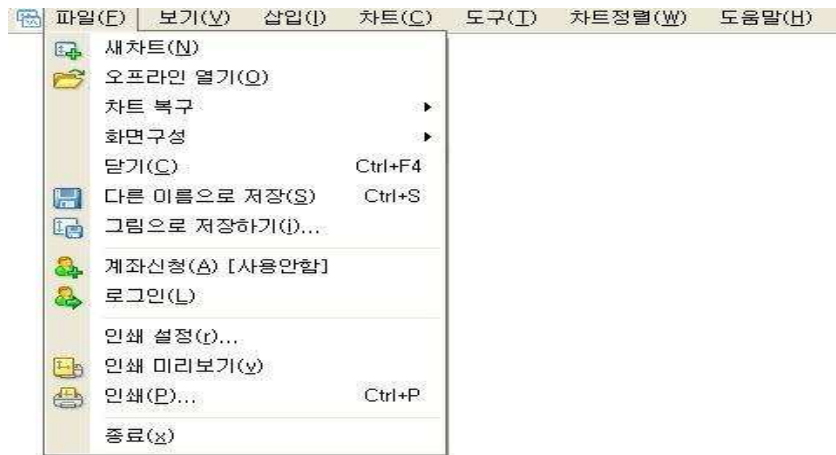 파일(F) 보기(V) 삽입(I) 차트(C) 도구(T) 차트정렬(W) 도움말(H)
새차트(N)
오프라인 열기(O)
차트 복구
화면구성
닫기(C) Ctrl+F4
다른 이름으로 저장(S) Ctrl+S
그림으로 저장하기(i)...
계좌신청(A) [사용안함]
로그인(L)
인쇄 설정(r)...
인쇄 미리보기(v)
인쇄(P)... Ctrl+P
종료(x)